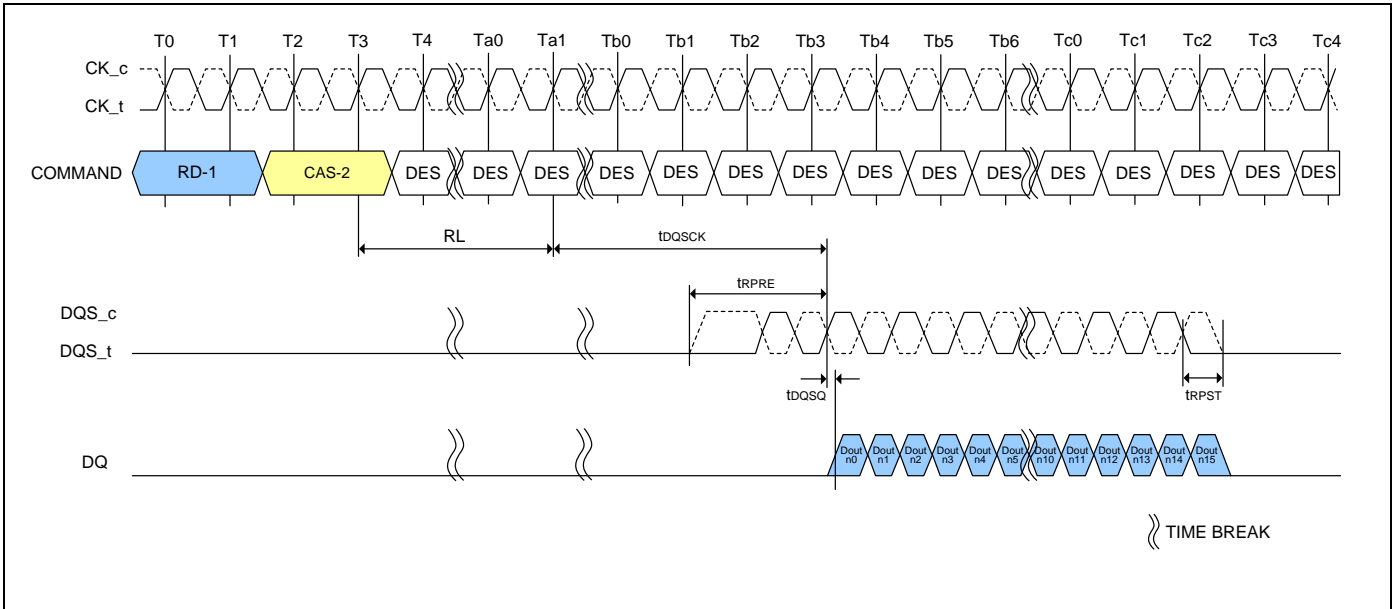 T0 T1 T2 T3 T4 Ta0 Ta1 Tb0 Tb1 Tb2 Tb3 Tb4 Tb5 Tb6 Tc0 Tc1 Tc2 Tc3 Tc4
CK_c
CK_t
COMMAND RD-1 CAS-2 DES DES DES DES DES DES DES DES DES DES DES DES DES DES DES
RL tDQSCK
tRPRE
DQS_c
DQS_t
tDQSQ tRPST
DQ Dout n0 Dout n1 Dout n2 Dout n3 Dout n4 Dout n5 Dout n10 Dout n11 Dout n12 Dout n13 Dout n14 Dout n15
TIME BREAK